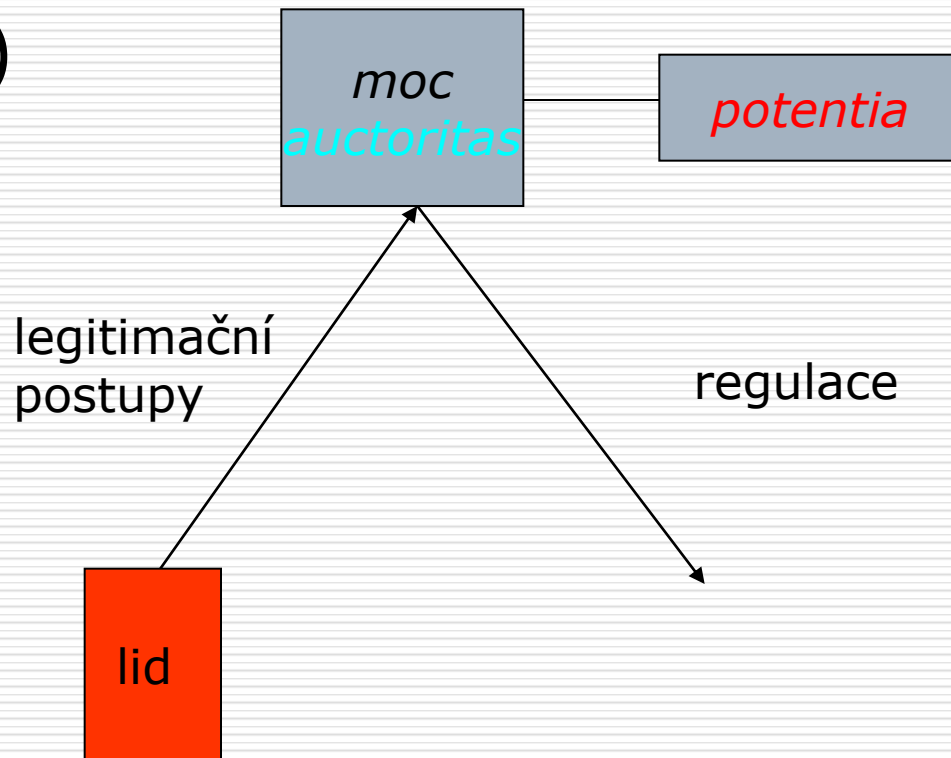 )
moc
auctoritas
potentia
legitimační
postupy
regulace
lid